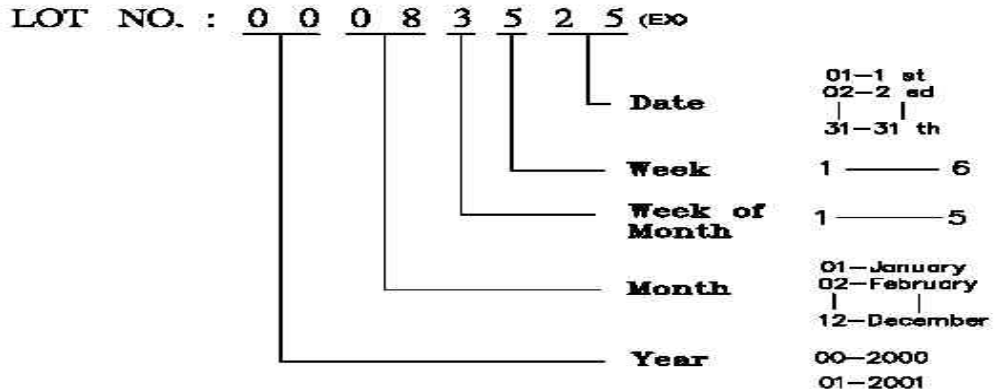 LOT NO. : 0 0 0 8 3 5 2 5 (EX)
Date
01—1 st
02—2 ed
31—31 th
Week 1 6
Week of
Month
1 5
Month
01—January
02—February
12—December
Year
00—2000
01—2001